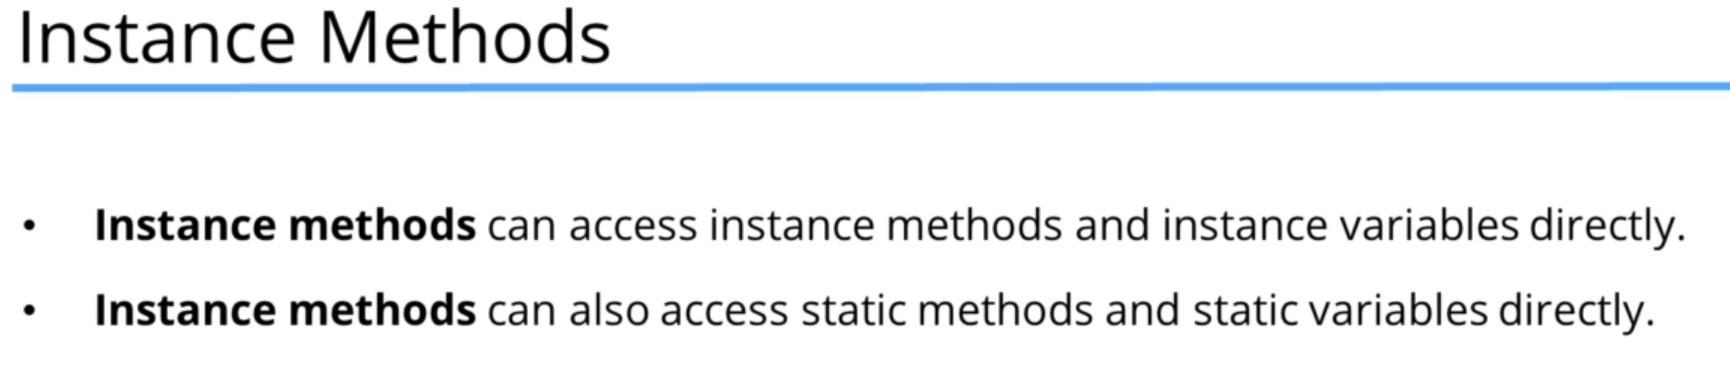 Instance Methods
• Instance methods can access instance methods and instance variables directly.
• Instance methods can also access static methods and static variables directly.